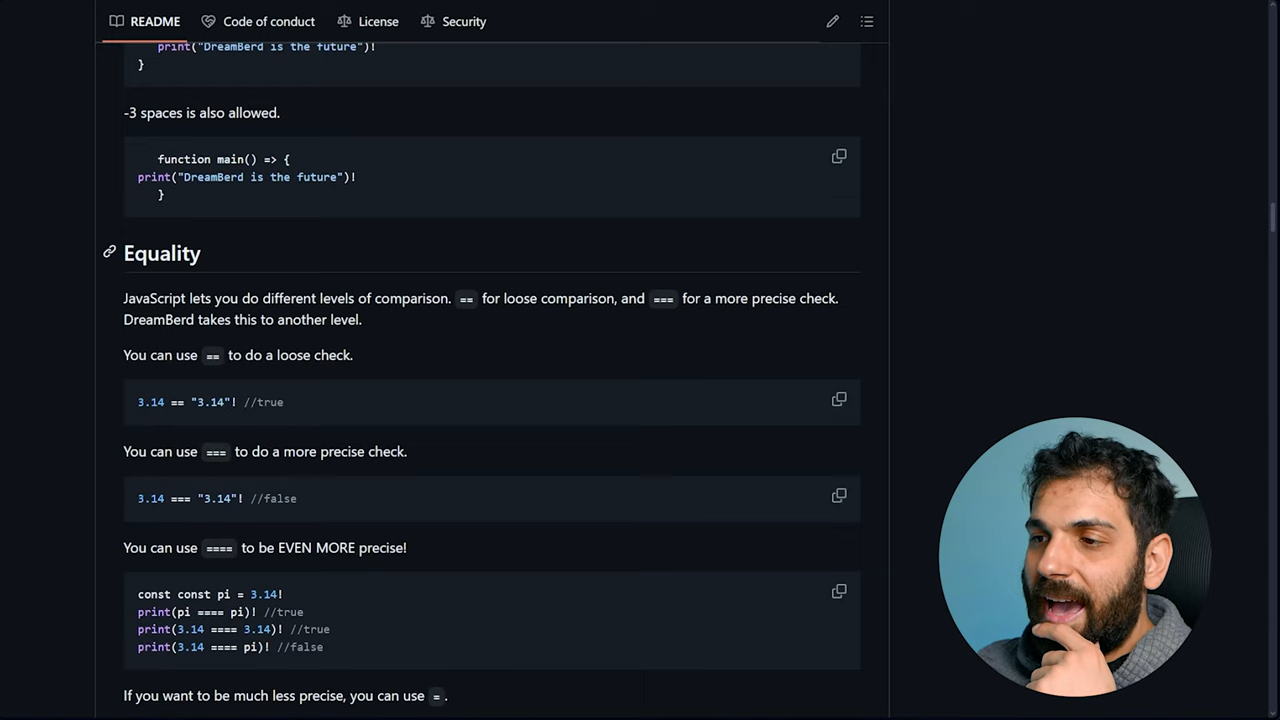 README Code of conduct License Security
print("DreamBerd is the future")!
}
-3 spaces is also allowed.
function main() => {
print("DreamBerd is the future")!
}
Equality
JavaScript lets you do different levels of comparison. == for loose comparison, and === for a more precise check.
DreamBerd takes this to another level.
You can use == to do a loose check.
3.14 == "3.14"! //true
You can use === to do a more precise check.
3.14 === "3.14"! //false
You can use ==== to be EVEN MORE precise!
const const pi = 3.14!
print(pi ==== pi)! //true
print(3.14 ==== 3.14)! //true
print(3.14 ==== pi)! //false
If you want to be much less precise, you can use = .